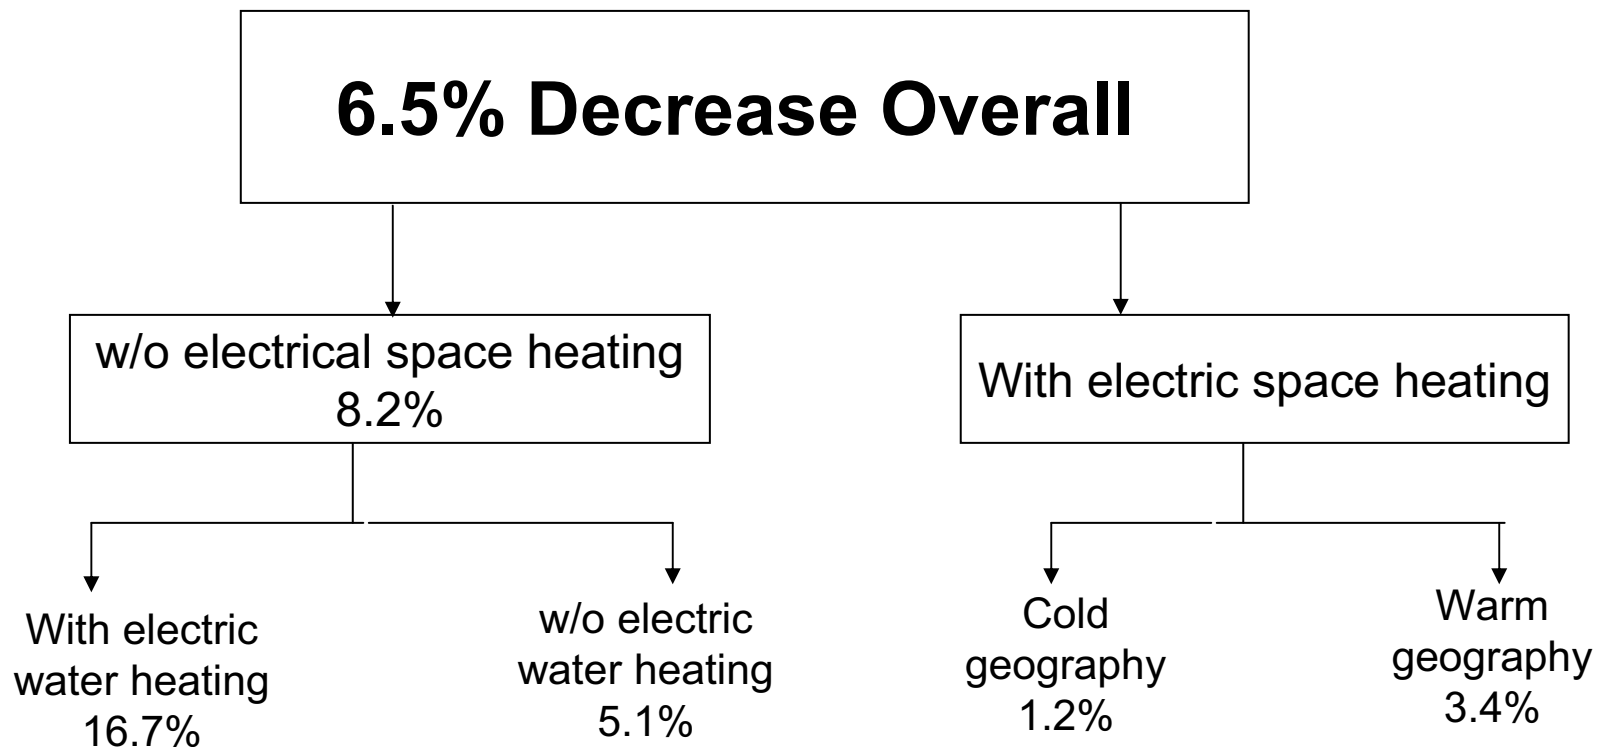 6.5% Decrease Overall
w/o electrical space heating
8.2%
With electric space heating
With electric
water heating
16.7%
w/o electric
water heating
5.1%
Cold
geography
1.2%
Warm
geography
3.4%